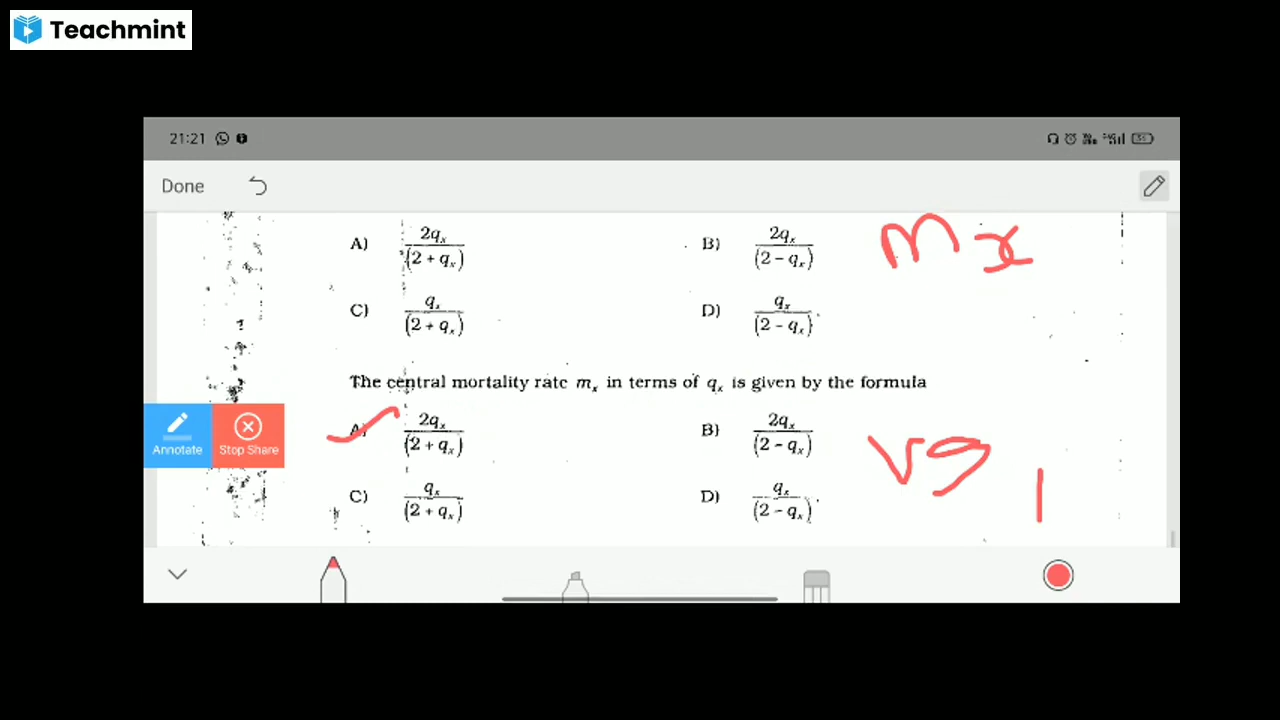 Teachmint
21:21
Done
A) 2qₓ/(2 + qₓ) B) 2qₓ/(2 − qₓ) mx
C) qₓ/(2 + qₓ) D) qₓ/(2 − qₓ).
The central mortality rate mₓ in terms of qₓ is given by the formula
A) 2qₓ/(2 + qₓ) B) 2qₓ/(2 − qₓ)
Annotate Stop Share
C) qₓ/(2 + qₓ) D) qₓ/(2 − qₓ).